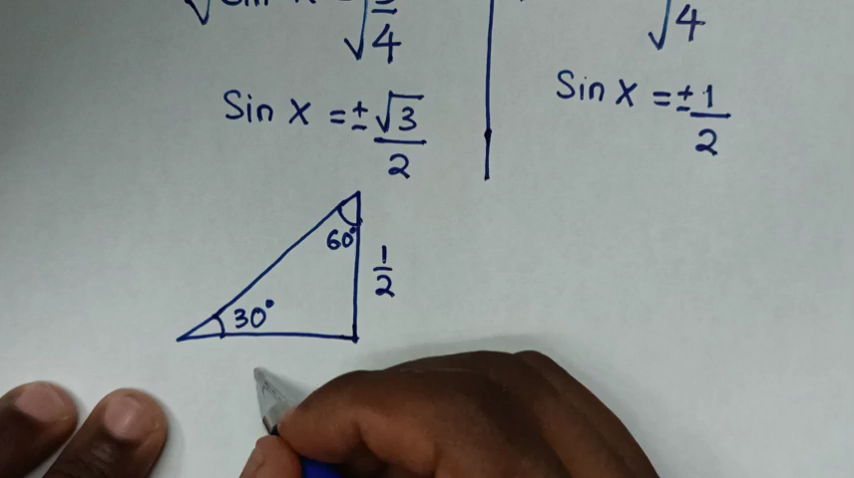 √4
√4
Sin x = ± √3/2
Sin x = ± 1/2
60°
1/2
30°